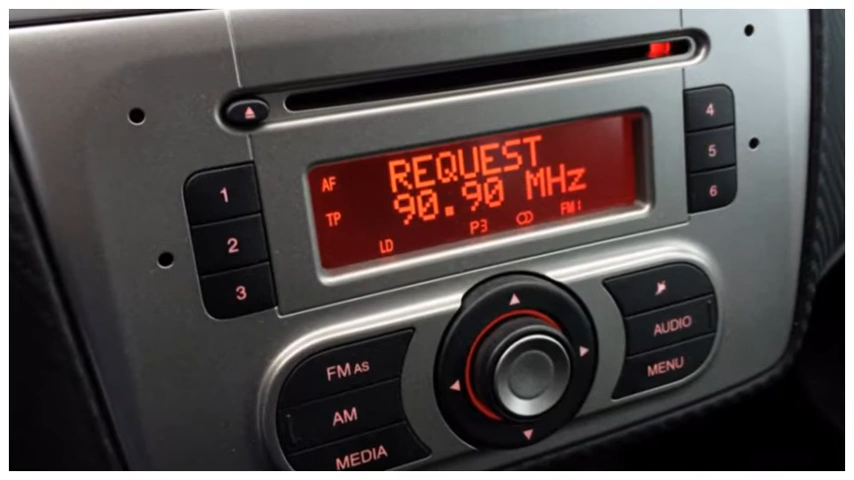 4
5
6
1
2
3
AF
REQUEST
TP
90.90 MHz
LD P3 FM1
FM AS
AM
MEDIA
AUDIO
MENU